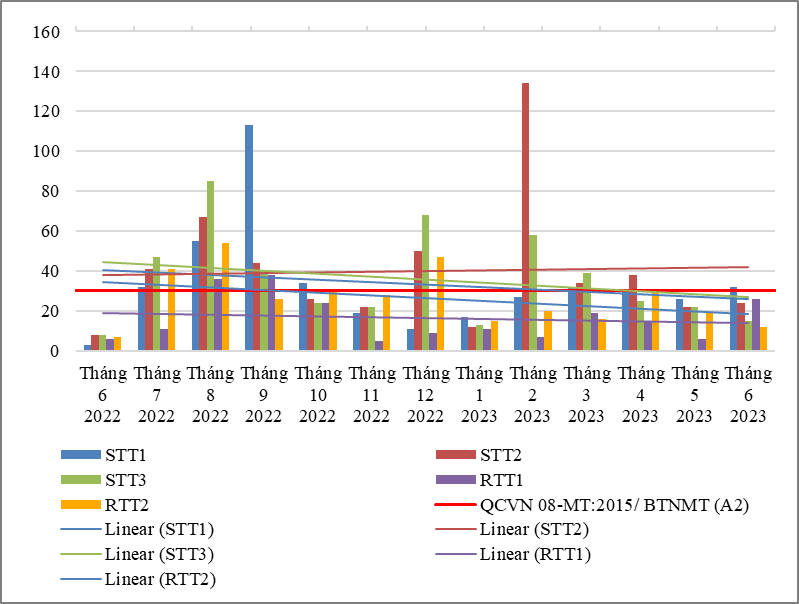 160
140
120
100
80
60
40
20
0
Tháng Tháng Tháng Tháng Tháng Tháng Tháng Tháng Tháng Tháng Tháng Tháng Tháng
6 7 8 9 10 11 12 1 2 3 4 5 6
2022 2022 2022 2022 2022 2022 2022 2023 2023 2023 2023 2023 2023
STT1 STT2
STT3 RTT1
RTT2 QCVN 08-MT:2015/ BTNMT (A2)
Linear (STT1) Linear (STT2)
Linear (STT3) Linear (RTT1)
Linear (RTT2)